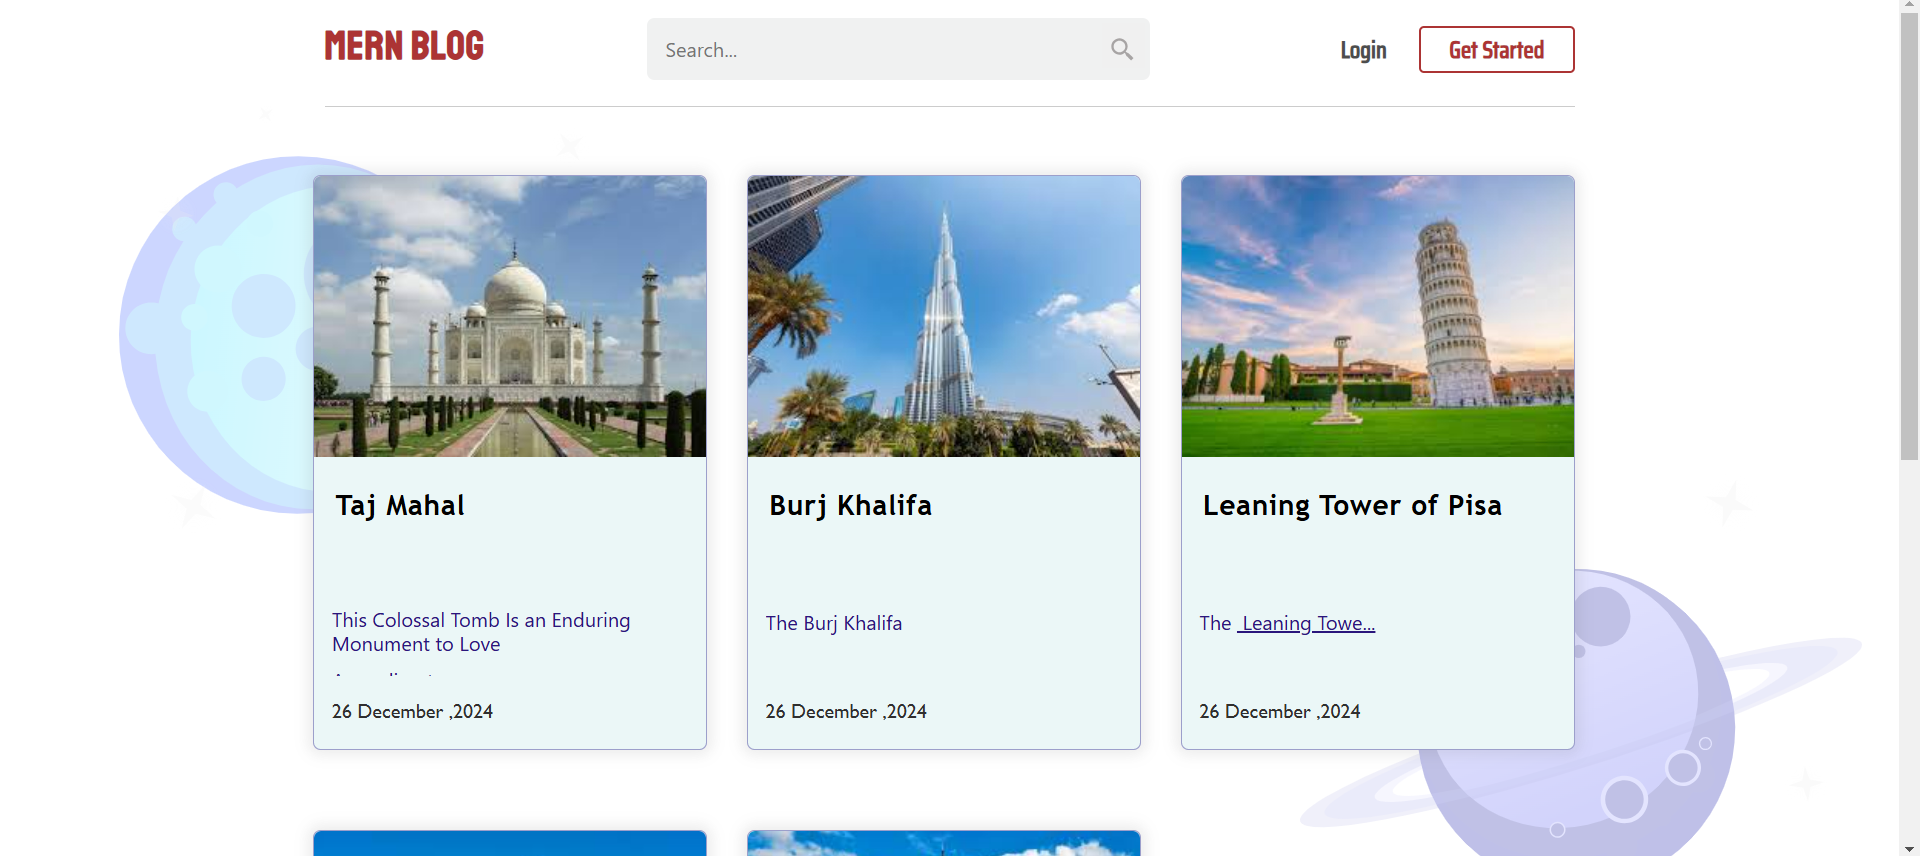 MERN BLOG
Search...
Login
Get Started
Taj Mahal
This Colossal Tomb Is an Enduring
Monument to Love
26 December ,2024
Burj Khalifa
The Burj Khalifa
26 December ,2024
Leaning Tower of Pisa
The  Leaning Towe...
26 December ,2024